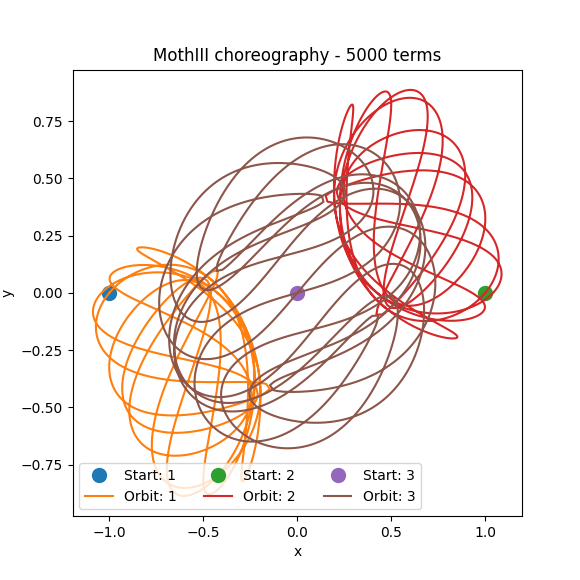 MothIII choreography - 5000 terms
y
0.75
0.50
0.25
0.00
−0.25
−0.50
−0.75
Start: 1 Start: 2 Start: 3
Orbit: 1 Orbit: 2 Orbit: 3
−1.0 −0.5 0.0 0.5 1.0
x